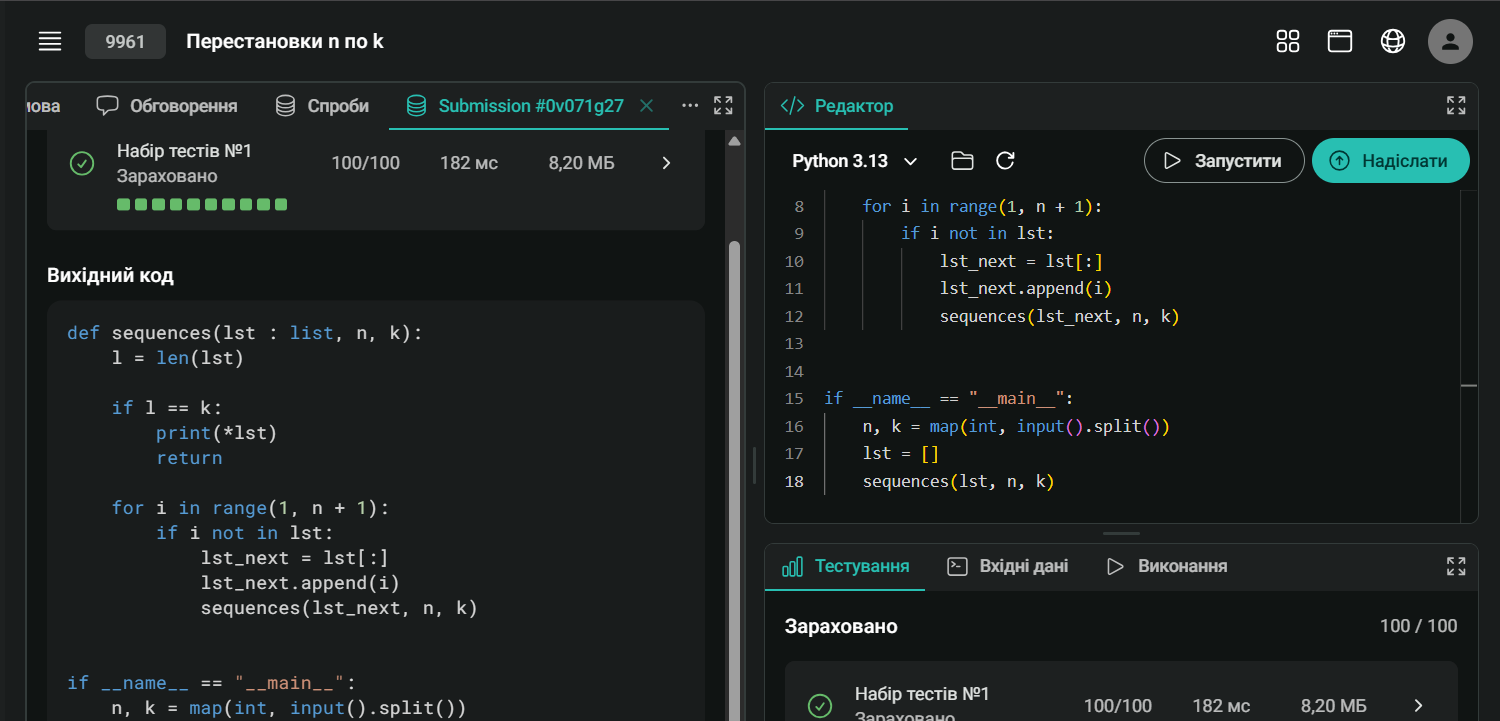 9961 Перестановки n по k
мова Обговорення Спроби Submission #0v071g27
Набір тестів №1 100/100 182 мс 8,20 МБ
Зараховано
Вихідний код
def sequences(lst : list, n, k):
l = len(lst)
if l == k:
print(*lst)
return
for i in range(1, n + 1):
if i not in lst:
lst_next = lst[:]
lst_next.append(i)
sequences(lst_next, n, k)
if __name__ == "__main__":
n, k = map(int, input().split())
Редактор
Python 3.13 Запустити Надіслати
8 for i in range(1, n + 1):
9 if i not in lst:
10 lst_next = lst[:]
11 lst_next.append(i)
12 sequences(lst_next, n, k)
13
14
15 if __name__ == "__main__":
16 n, k = map(int, input().split())
17 lst = []
18 sequences(lst, n, k)
Тестування Вхідні дані Виконання
Зараховано 100 / 100
Набір тестів №1 100/100 182 мс 8,20 МБ
Зараховано